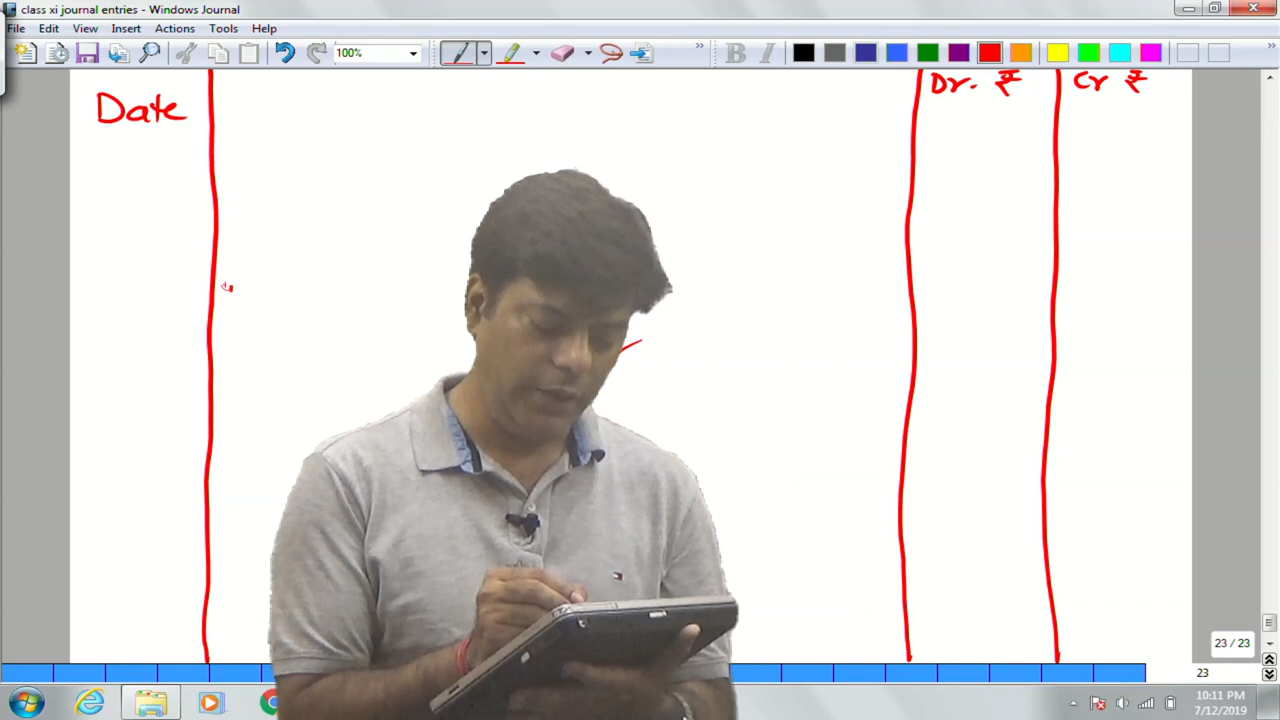 class xi journal entries - Windows Journal
File Edit View Insert Actions Tools Help
100%
B I
Dr. ₹ Cr ₹
Date
23 / 23
23
10:11 PM
7/12/2019